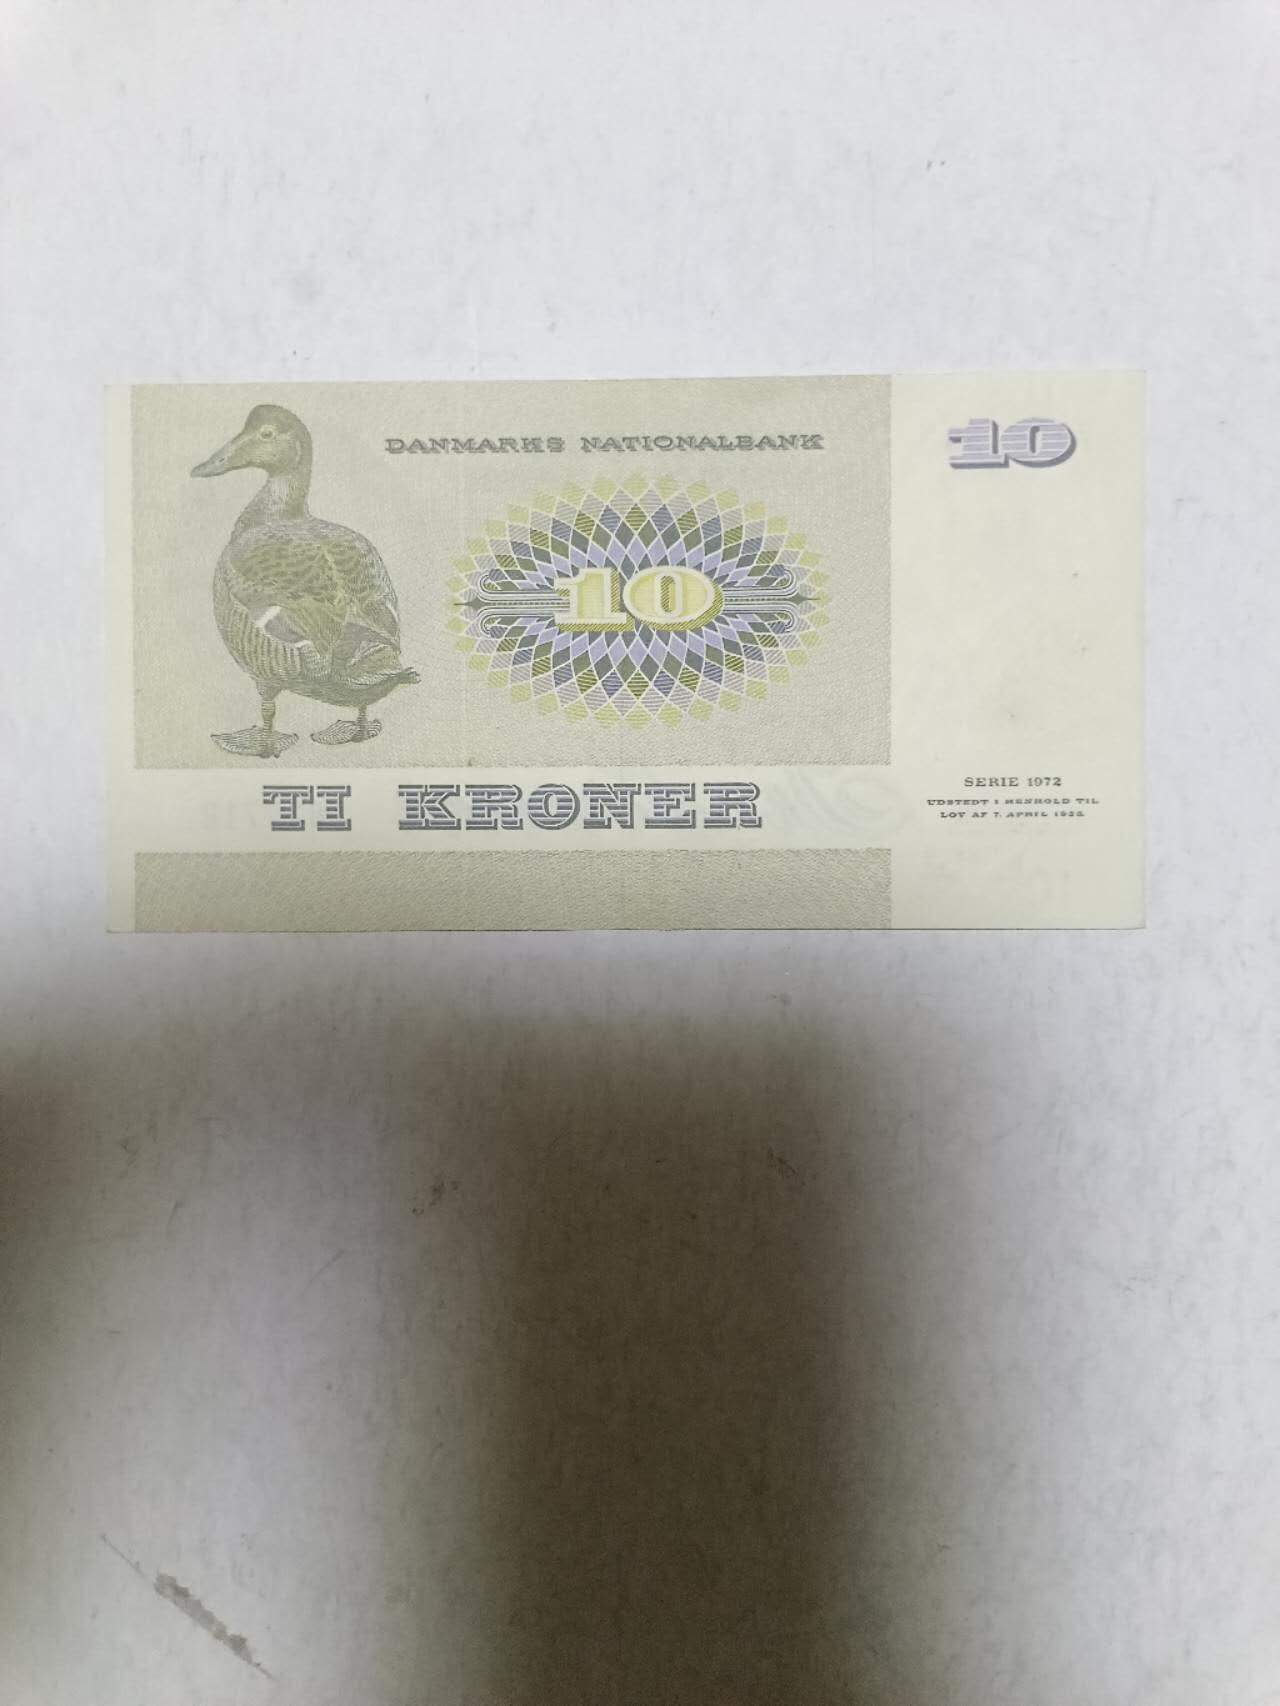 DANMARKS NATIONALBANK
10
10
TI KRONER
SERIE 1972
UDSTEDT I HENHOLD TIL
LOV AF 7. APRIL 1936